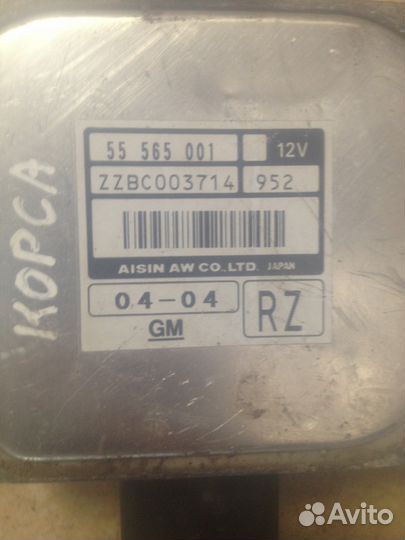 55 565 001 12V
ZZBC003714 952
AISIN AW CO.,LTD. JAPAN
04-04
GM
RZ
КОРСА
Avito